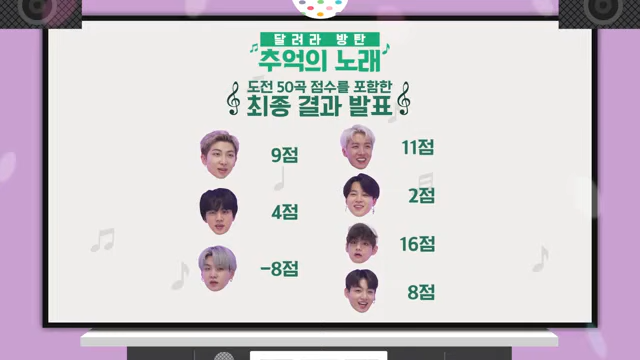 달려라 방탄
추억의 노래
도전 50곡 점수를 포함한
최종 결과 발표
9점
11점
4점
2점
-8점
16점
8점